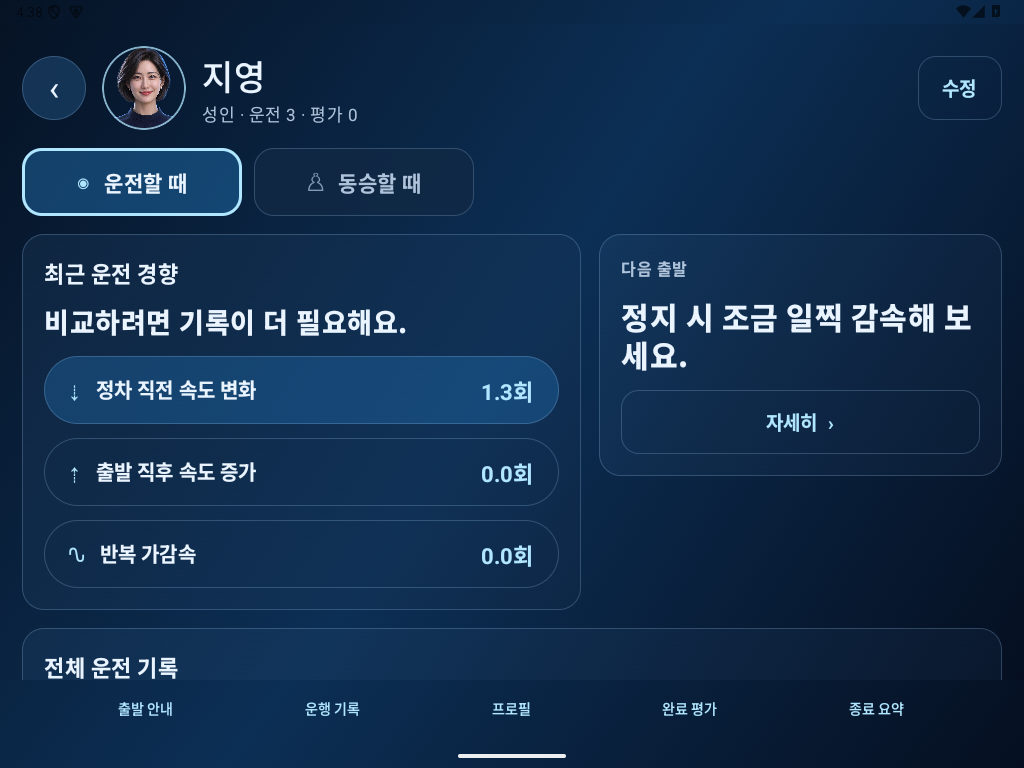 4:38
‹
지영
성인 · 운전 3 · 평가 0
수정
◉ 운전할 때
♙ 동승할 때
최근 운전 경향
비교하려면 기록이 더 필요해요.
⇣ 정차 직전 속도 변화 1.3회
⇡ 출발 직후 속도 증가 0.0회
∿ 반복 가감속 0.0회
다음 출발
정지 시 조금 일찍 감속해 보
세요.
자세히 ›
전체 운전 기록
출발 안내 운행 기록 프로필 완료 평가 종료 요약